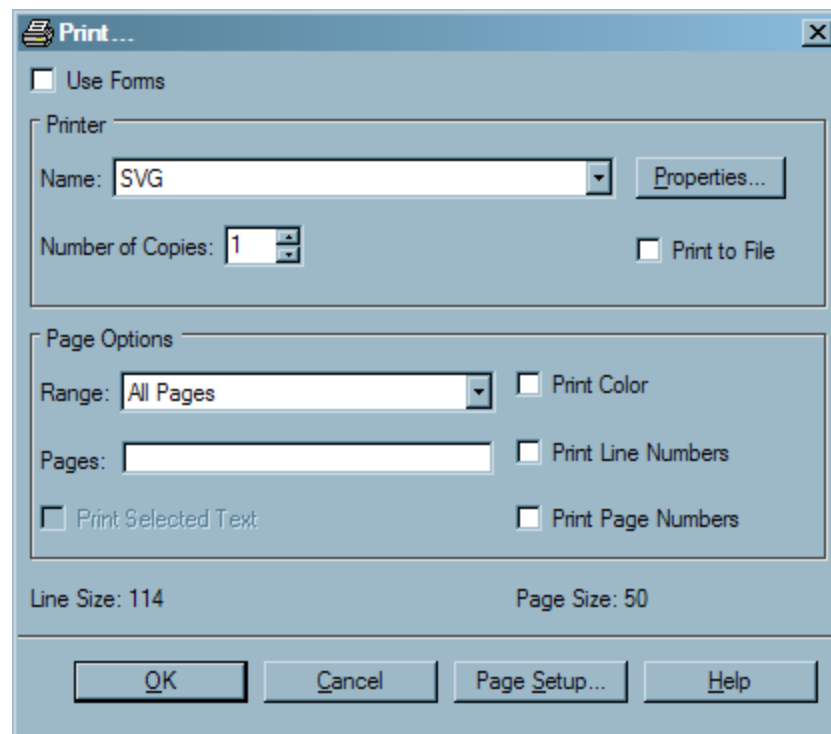 Print...
Use Forms
Printer
Name: SVG Properties...
Number of Copies: 1 Print to File
Page Options
Range: All Pages Print Color
Pages: Print Line Numbers
Print Selected Text Print Page Numbers
Line Size: 114 Page Size: 50
OK Cancel Page Setup... Help